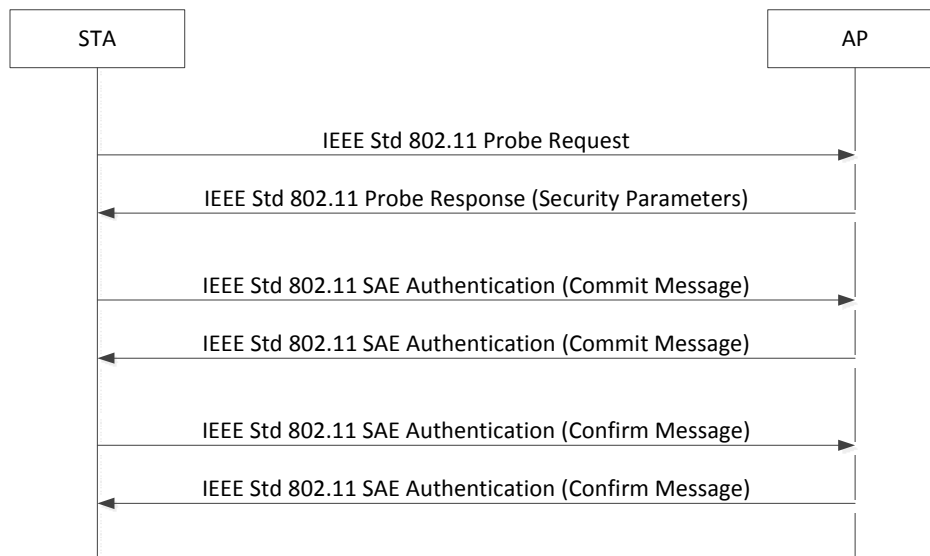 STA
AP
IEEE Std 802.11 Probe Request
IEEE Std 802.11 Probe Response (Security Parameters)
IEEE Std 802.11 SAE Authentication (Commit Message)
IEEE Std 802.11 SAE Authentication (Commit Message)
IEEE Std 802.11 SAE Authentication (Confirm Message)
IEEE Std 802.11 SAE Authentication (Confirm Message)